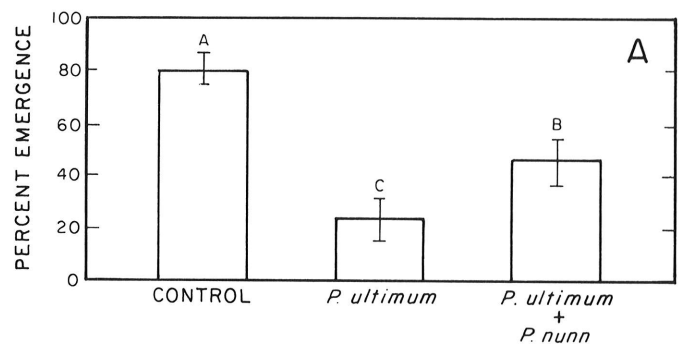 PERCENT EMERGENCE
100
80
60
40
20
0
A
C
B
A
CONTROL
P. ultimum
P. ultimum
+
P. nunn